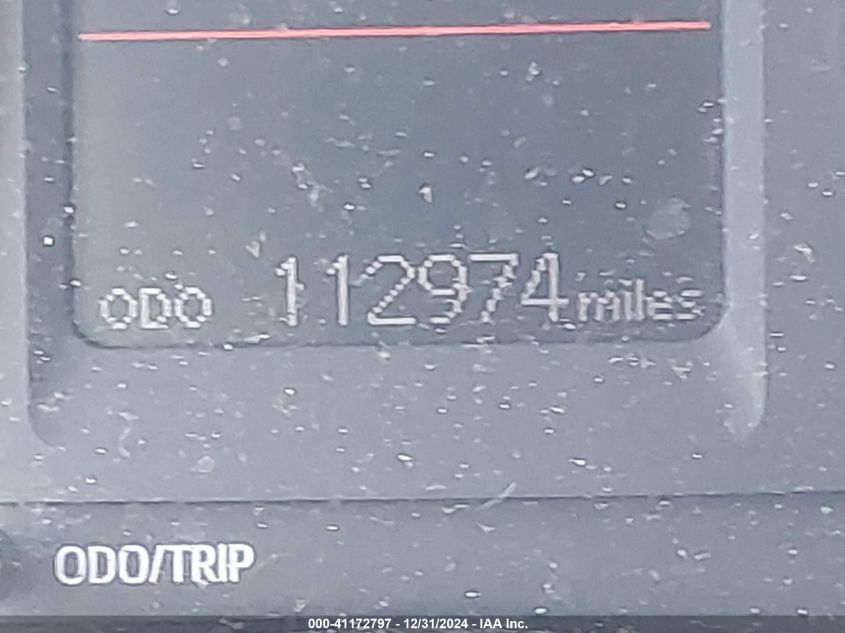 ODO 112974 miles
ODO/TRIP
000-41172797 - 12/31/2024 - IAA Inc.